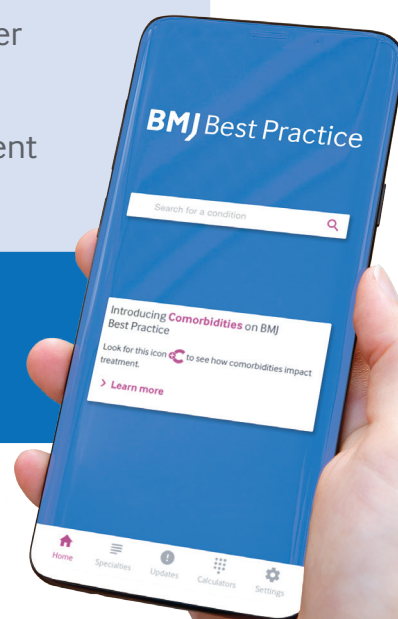 er
ent
BMJ Best Practice
Search for a condition
Introducing Comorbidities on BMJ
Best Practice
Look for this icon to see how comorbidities impact
treatment.
> Learn more
Home Specialties Updates Calculators Settings